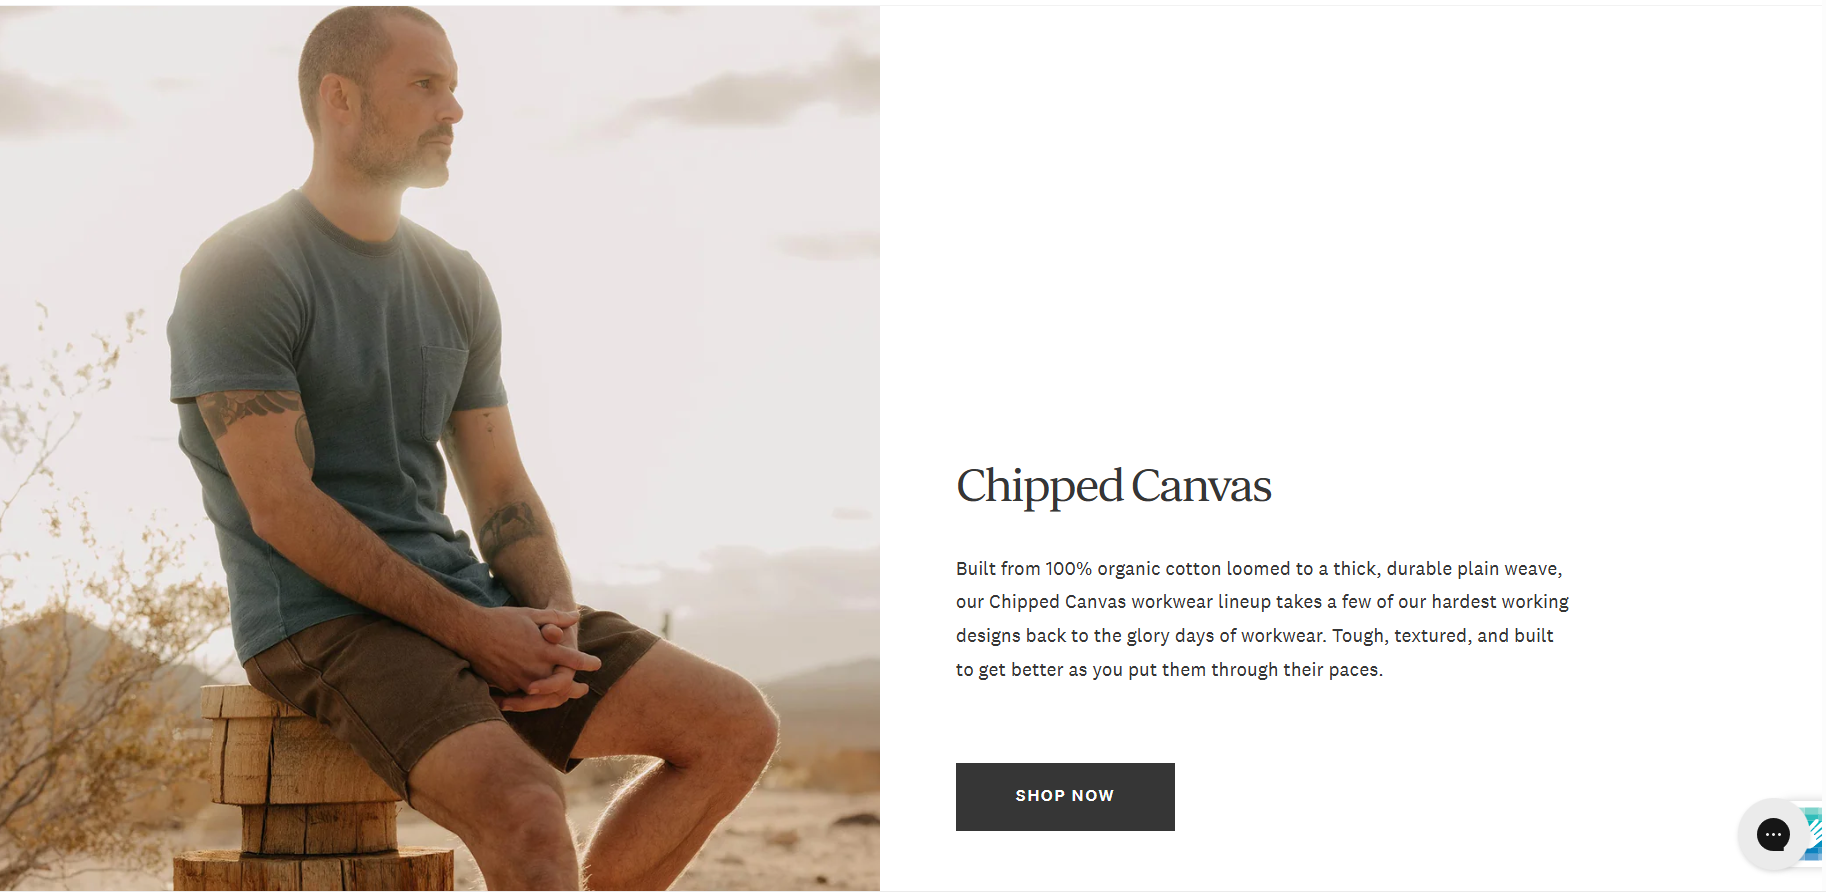 Chipped Canvas
Built from 100% organic cotton loomed to a thick, durable plain weave,
our Chipped Canvas workwear lineup takes a few of our hardest working
designs back to the glory days of workwear. Tough, textured, and built
to get better as you put them through their paces.
SHOP NOW